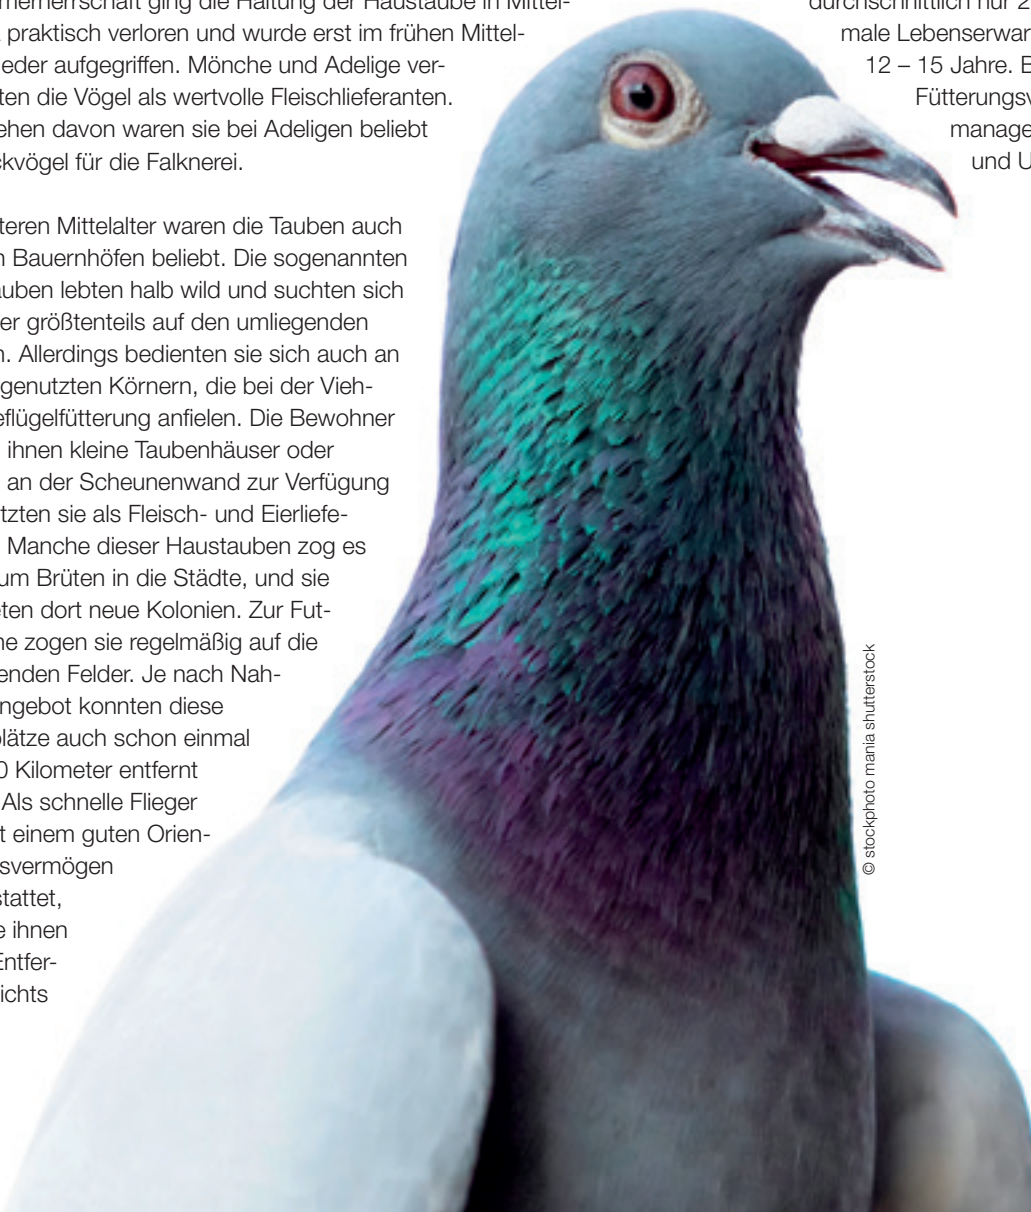 merherrschaft ging die Haltung der Haustaube in Mittel-
praktisch verloren und wurde erst im frühen Mittel-
eder aufgegriffen. Mönche und Adelige ver-
ten die Vögel als wertvolle Fleischlieferanten.
ehen davon waren sie bei Adeligen beliebt
ckvögel für die Falknerei.
teren Mittelalter waren die Tauben auch
n Bauernhöfen beliebt. Die sogenannten
auben lebten halb wild und suchten sich
er größtenteils auf den umliegenden
n. Allerdings bedienten sie sich auch an
genutzten Körnern, die bei der Vieh-
eflügelfütterung anfielen. Die Bewohner
ihnen kleine Taubenhäuser oder
an der Scheunenwand zur Verfügung
tzten sie als Fleisch- und Eierliefe-
Manche dieser Haustauben zog es
um Brüten in die Städte, und sie
eten dort neue Kolonien. Zur Fut-
he zogen sie regelmäßig auf die
enden Felder. Je nach Nah-
ngebot konnten diese
lätze auch schon einmal
0 Kilometer entfernt
Als schnelle Flieger
t einem guten Orien-
svermögen
stattet,
e ihnen
Entfer-
ichts
durchschnittlich nur 2
male Lebenserwar
12 – 15 Jahre. E
Fütterungsv
manage
und U
© stockphoto mania shutterstock